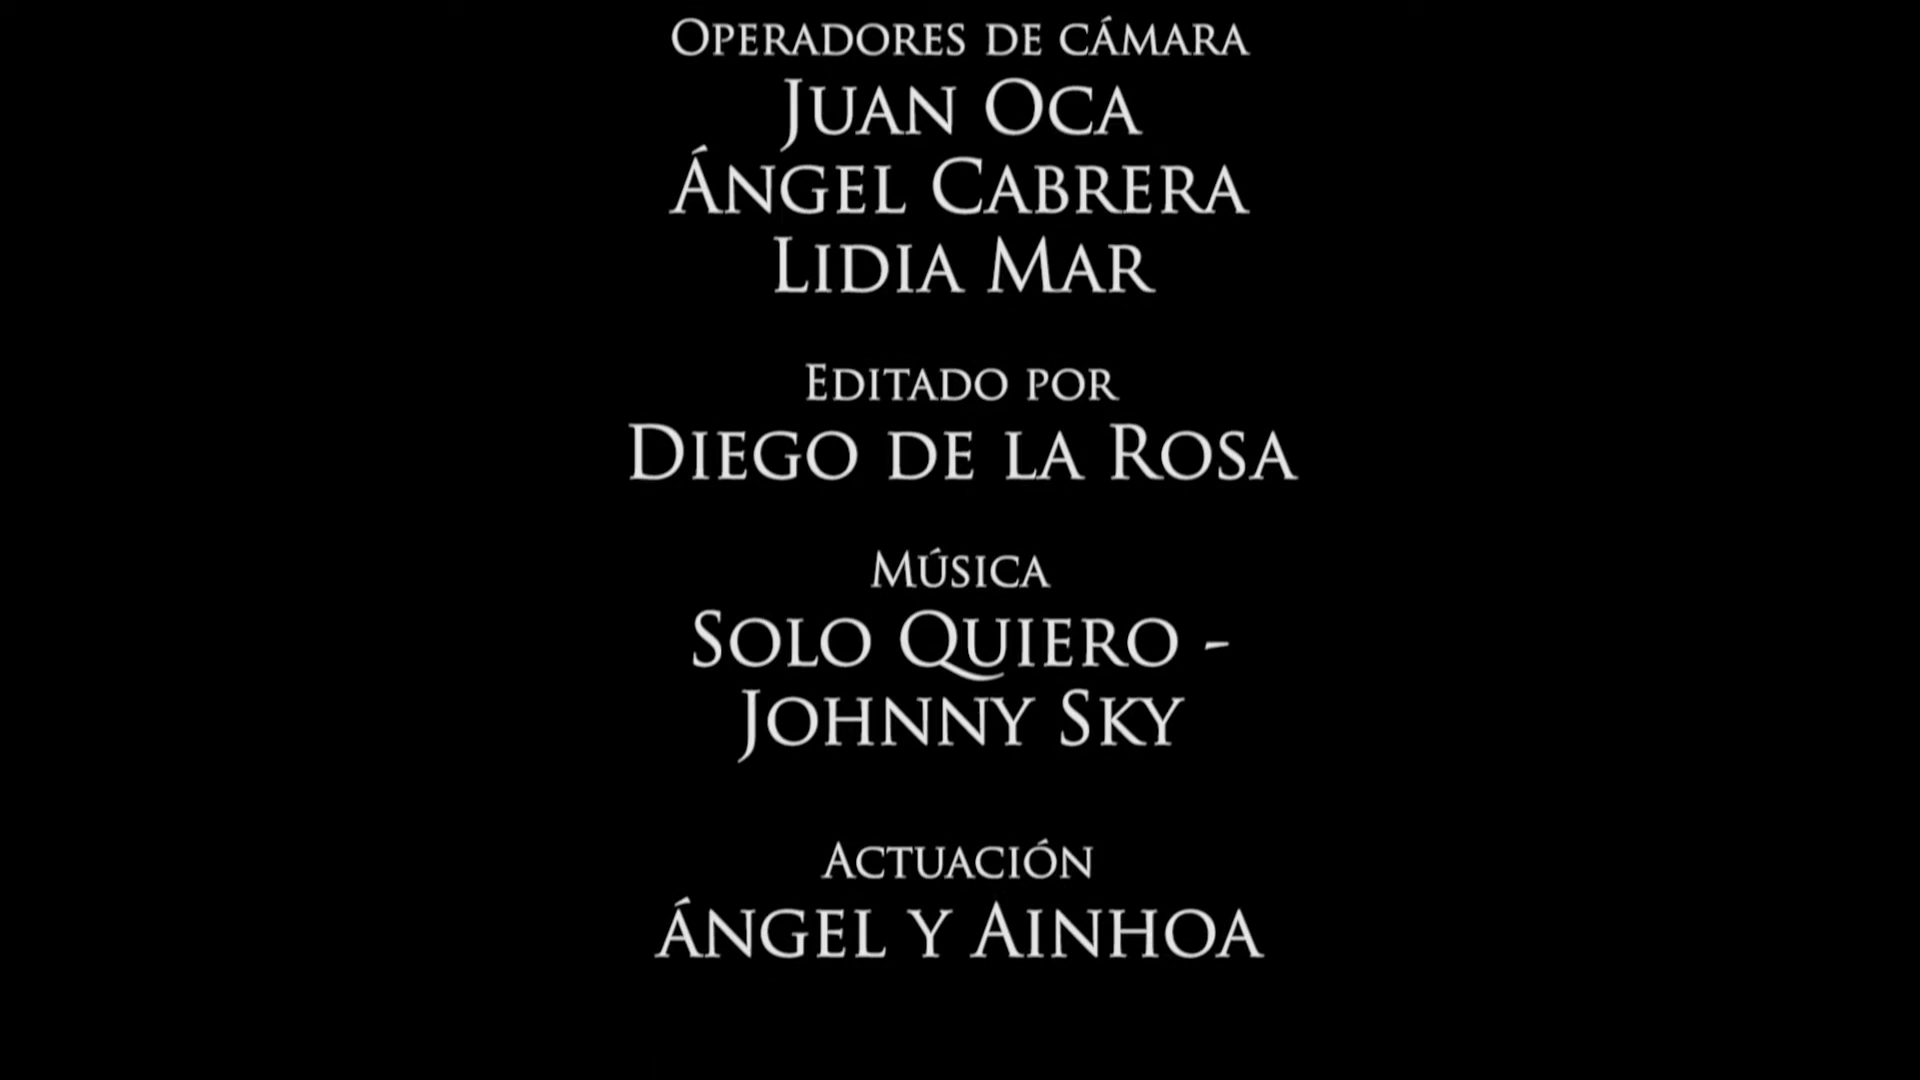 Operadores de cámara
Juan Oca
Ángel Cabrera
Lidia Mar
Editado por
Diego de la Rosa
Música
Solo Quiero -
Johnny Sky
Actuación
Ángel y Ainhoa